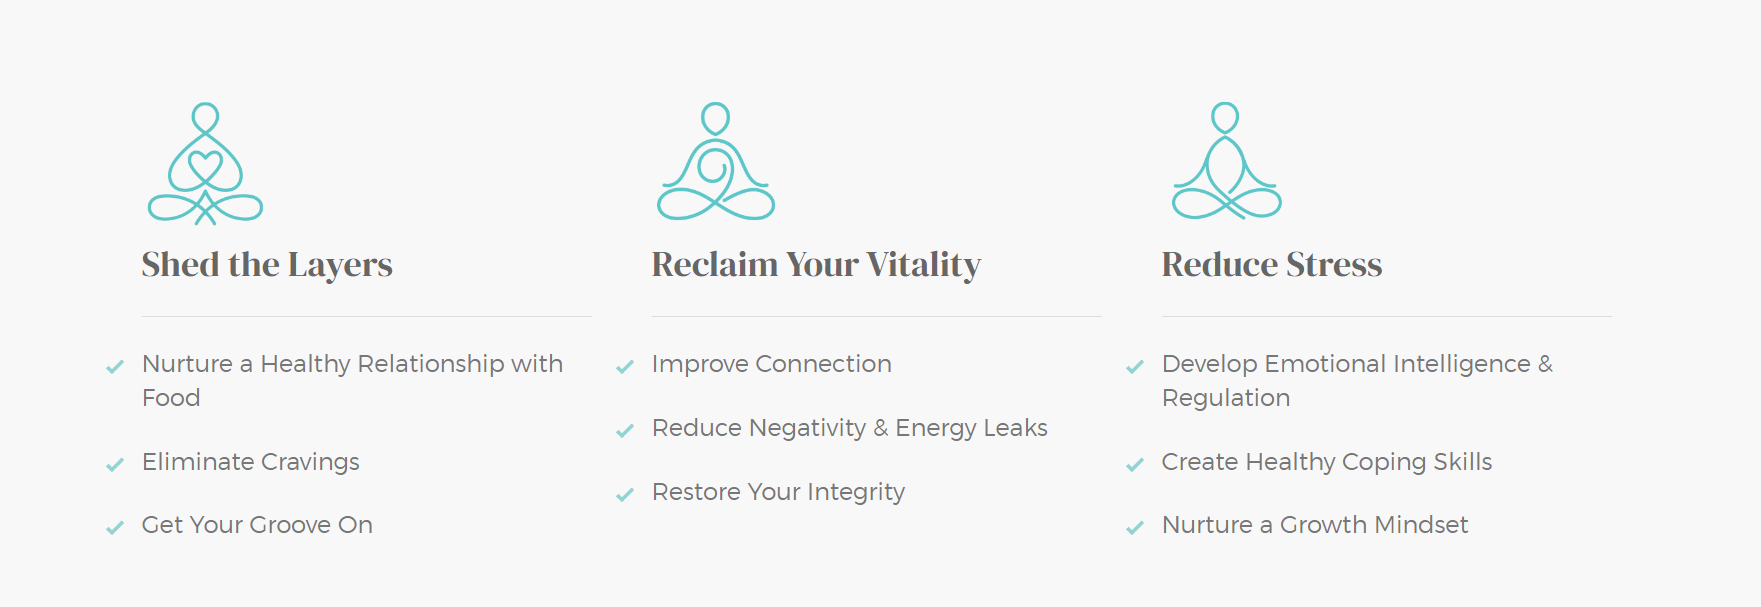 Shed the Layers
Nurture a Healthy Relationship with
Food
Eliminate Cravings
Get Your Groove On
Reclaim Your Vitality
Improve Connection
Reduce Negativity & Energy Leaks
Restore Your Integrity
Reduce Stress
Develop Emotional Intelligence &
Regulation
Create Healthy Coping Skills
Nurture a Growth Mindset